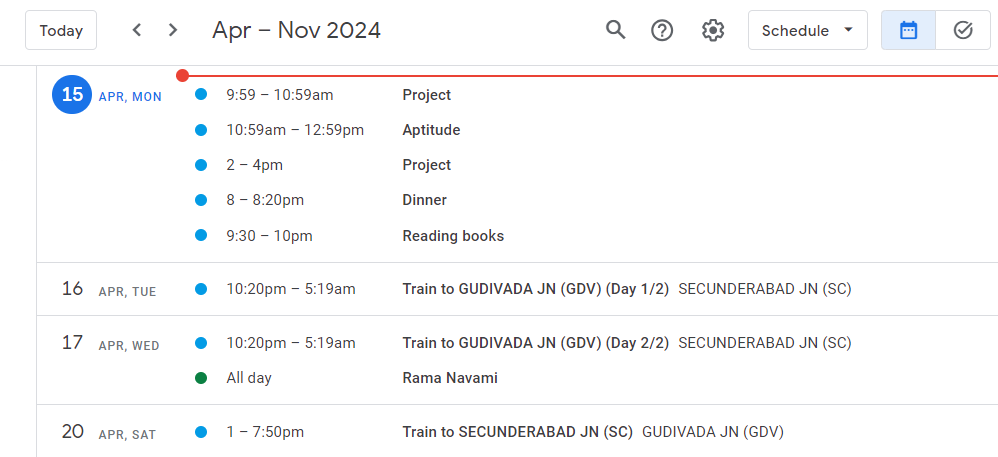 Today Apr – Nov 2024 Schedule
15 APR, MON 9:59 – 10:59am Project
10:59am – 12:59pm Aptitude
2 – 4pm Project
8 – 8:20pm Dinner
9:30 – 10pm Reading books
16 APR, TUE 10:20pm – 5:19am Train to GUDIVADA JN (GDV) (Day 1/2) SECUNDERABAD JN (SC)
17 APR, WED 10:20pm – 5:19am Train to GUDIVADA JN (GDV) (Day 2/2) SECUNDERABAD JN (SC)
All day Rama Navami
20 APR, SAT 1 – 7:50pm Train to SECUNDERABAD JN (SC) GUDIVADA JN (GDV)